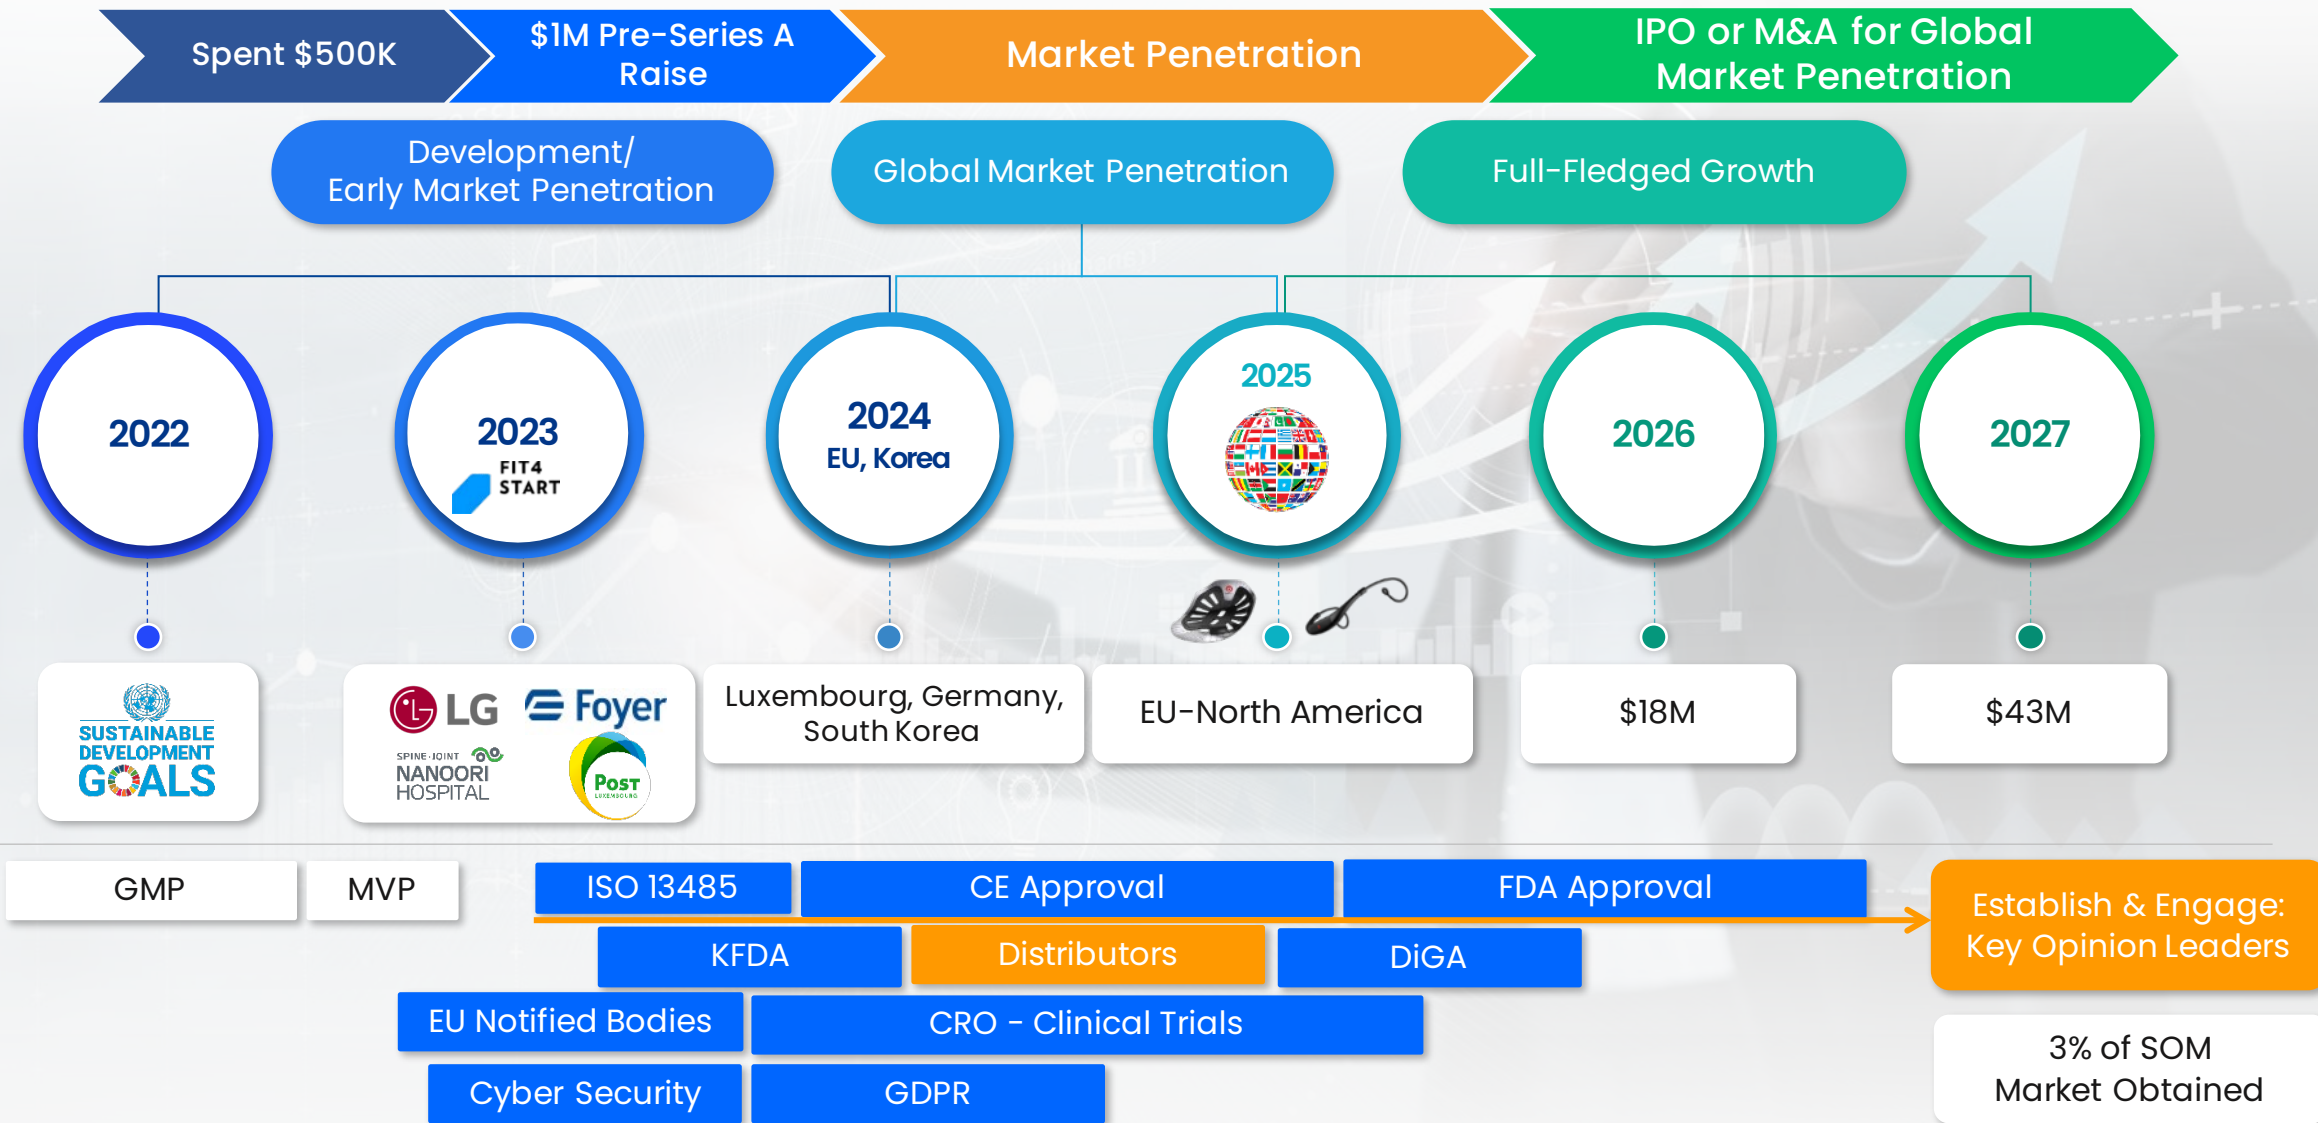 Spent $500K
$1M Pre-Series A
Raise
Market Penetration
IPO or M&A for Global
Market Penetration
Development/
Early Market Penetration
Global Market Penetration
Full-Fledged Growth
2022
2023
FIT4
START
2024
EU, Korea
2025
2026
2027
SUSTAINABLE
DEVELOPMENT
GOALS
LG
Foyer
SPINE·JOINT
NANOORI
HOSPITAL
POST
LUXEMBOURG
Luxembourg, Germany,
South Korea
EU-North America
$18M
$43M
GMP
MVP
ISO 13485
CE Approval
FDA Approval
KFDA
Distributors
DiGA
EU Notified Bodies
CRO - Clinical Trials
Cyber Security
GDPR
Establish & Engage:
Key Opinion Leaders
3% of SOM
Market Obtained